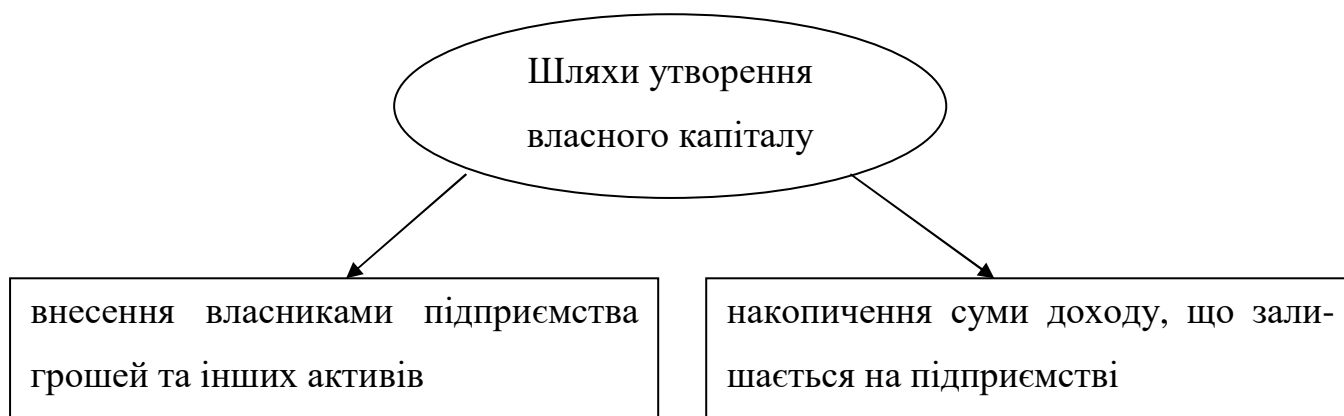 Шляхи утворення
власного капіталу
внесення власниками підприємства
грошей та інших активів
накопичення суми доходу, що зали-
шається на підприємстві